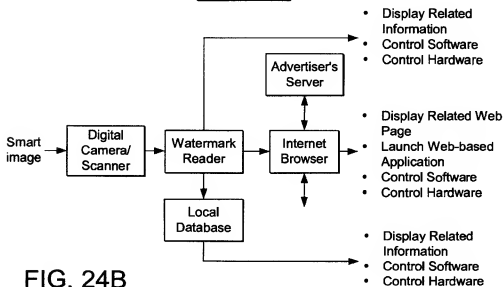 • Display Related
Information
• Control Software
• Control Hardware
Advertiser's
Server
Smart
image
Digital
Camera/
Scanner
Watermark
Reader
Internet
Browser
• Display Related Web
Page
• Launch Web-based
Application
• Control Software
• Control Hardware
Local
Database
• Display Related
Information
• Control Software
• Control Hardware
FIG. 24B